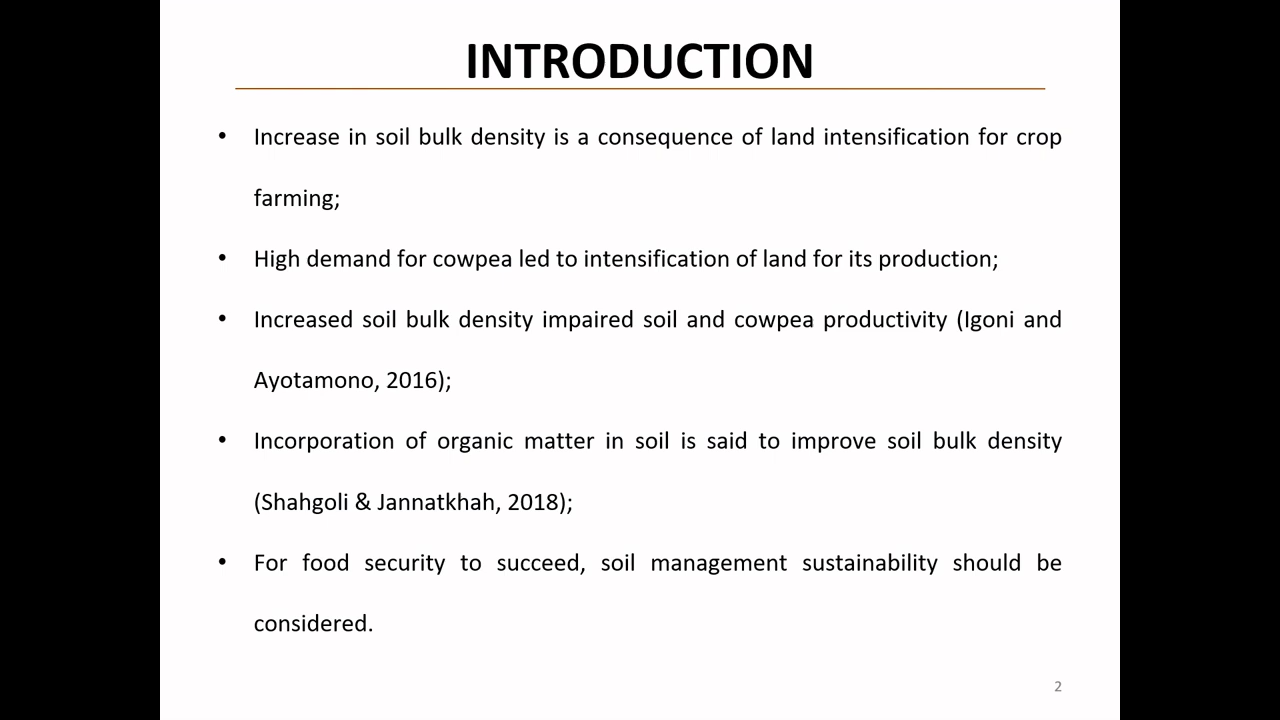 INTRODUCTION
• Increase in soil bulk density is a consequence of land intensification for crop
farming;
• High demand for cowpea led to intensification of land for its production;
• Increased soil bulk density impaired soil and cowpea productivity (Igoni and
Ayotamono, 2016);
• Incorporation of organic matter in soil is said to improve soil bulk density
(Shahgoli & Jannatkhah, 2018);
• For food security to succeed, soil management sustainability should be
considered.
2